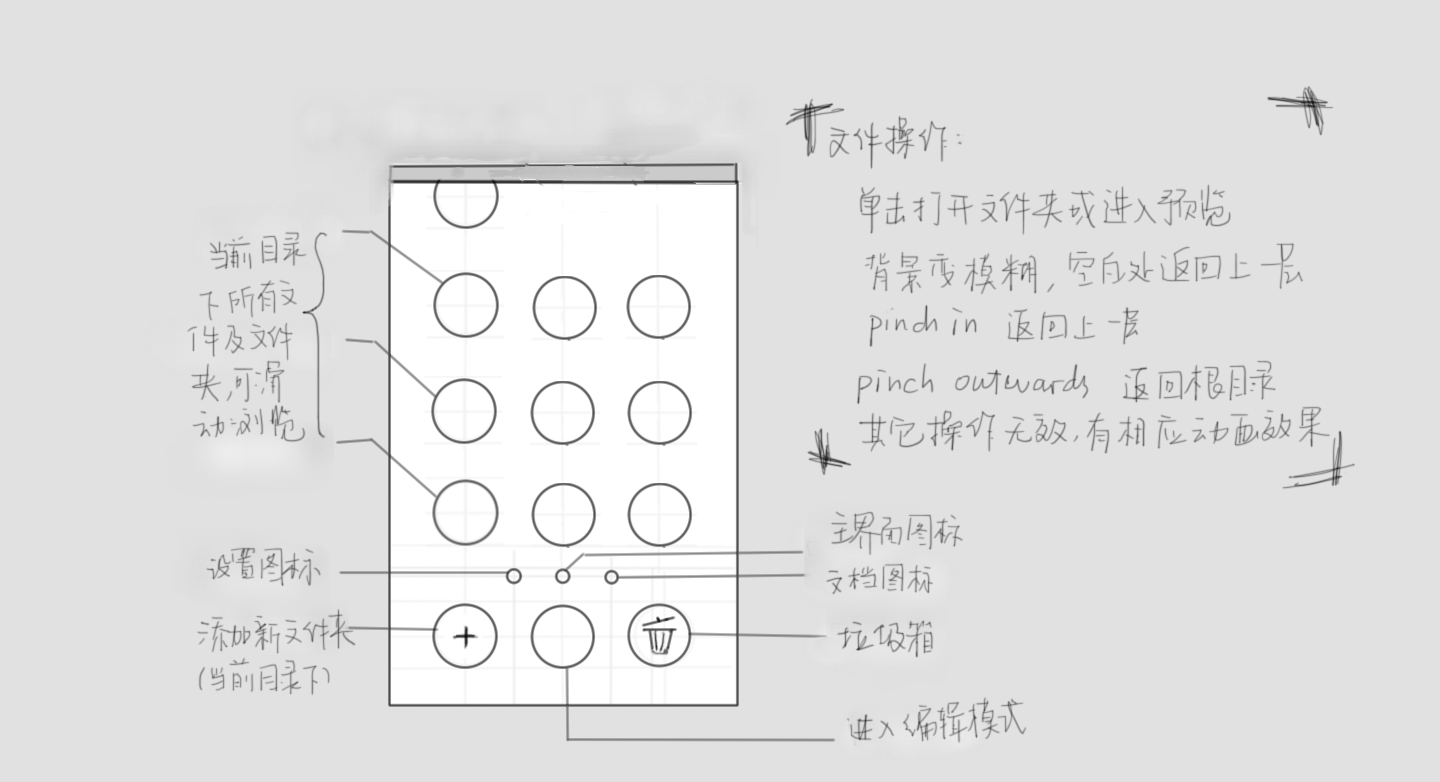 文件操作:
单击打开文件夹或进入预览
背景变模糊,空白处返回上一层
pinch in 返回上一层
pinch outwards 返回根目录
其它操作无效,有相应动画效果
当前目录
下所有文
件及文件
夹,可滑
动浏览
设置图标
添加新文件夹
(当前目录下)
+
主界面图标
文档图标
垃圾箱
进入编辑模式